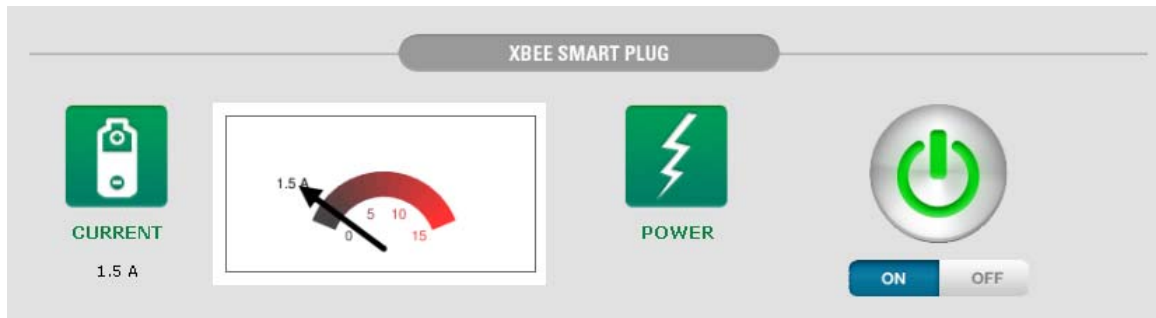 XBEE SMART PLUG
CURRENT
1.5 A
1.5 A
0
5
10
15
POWER
ON
OFF